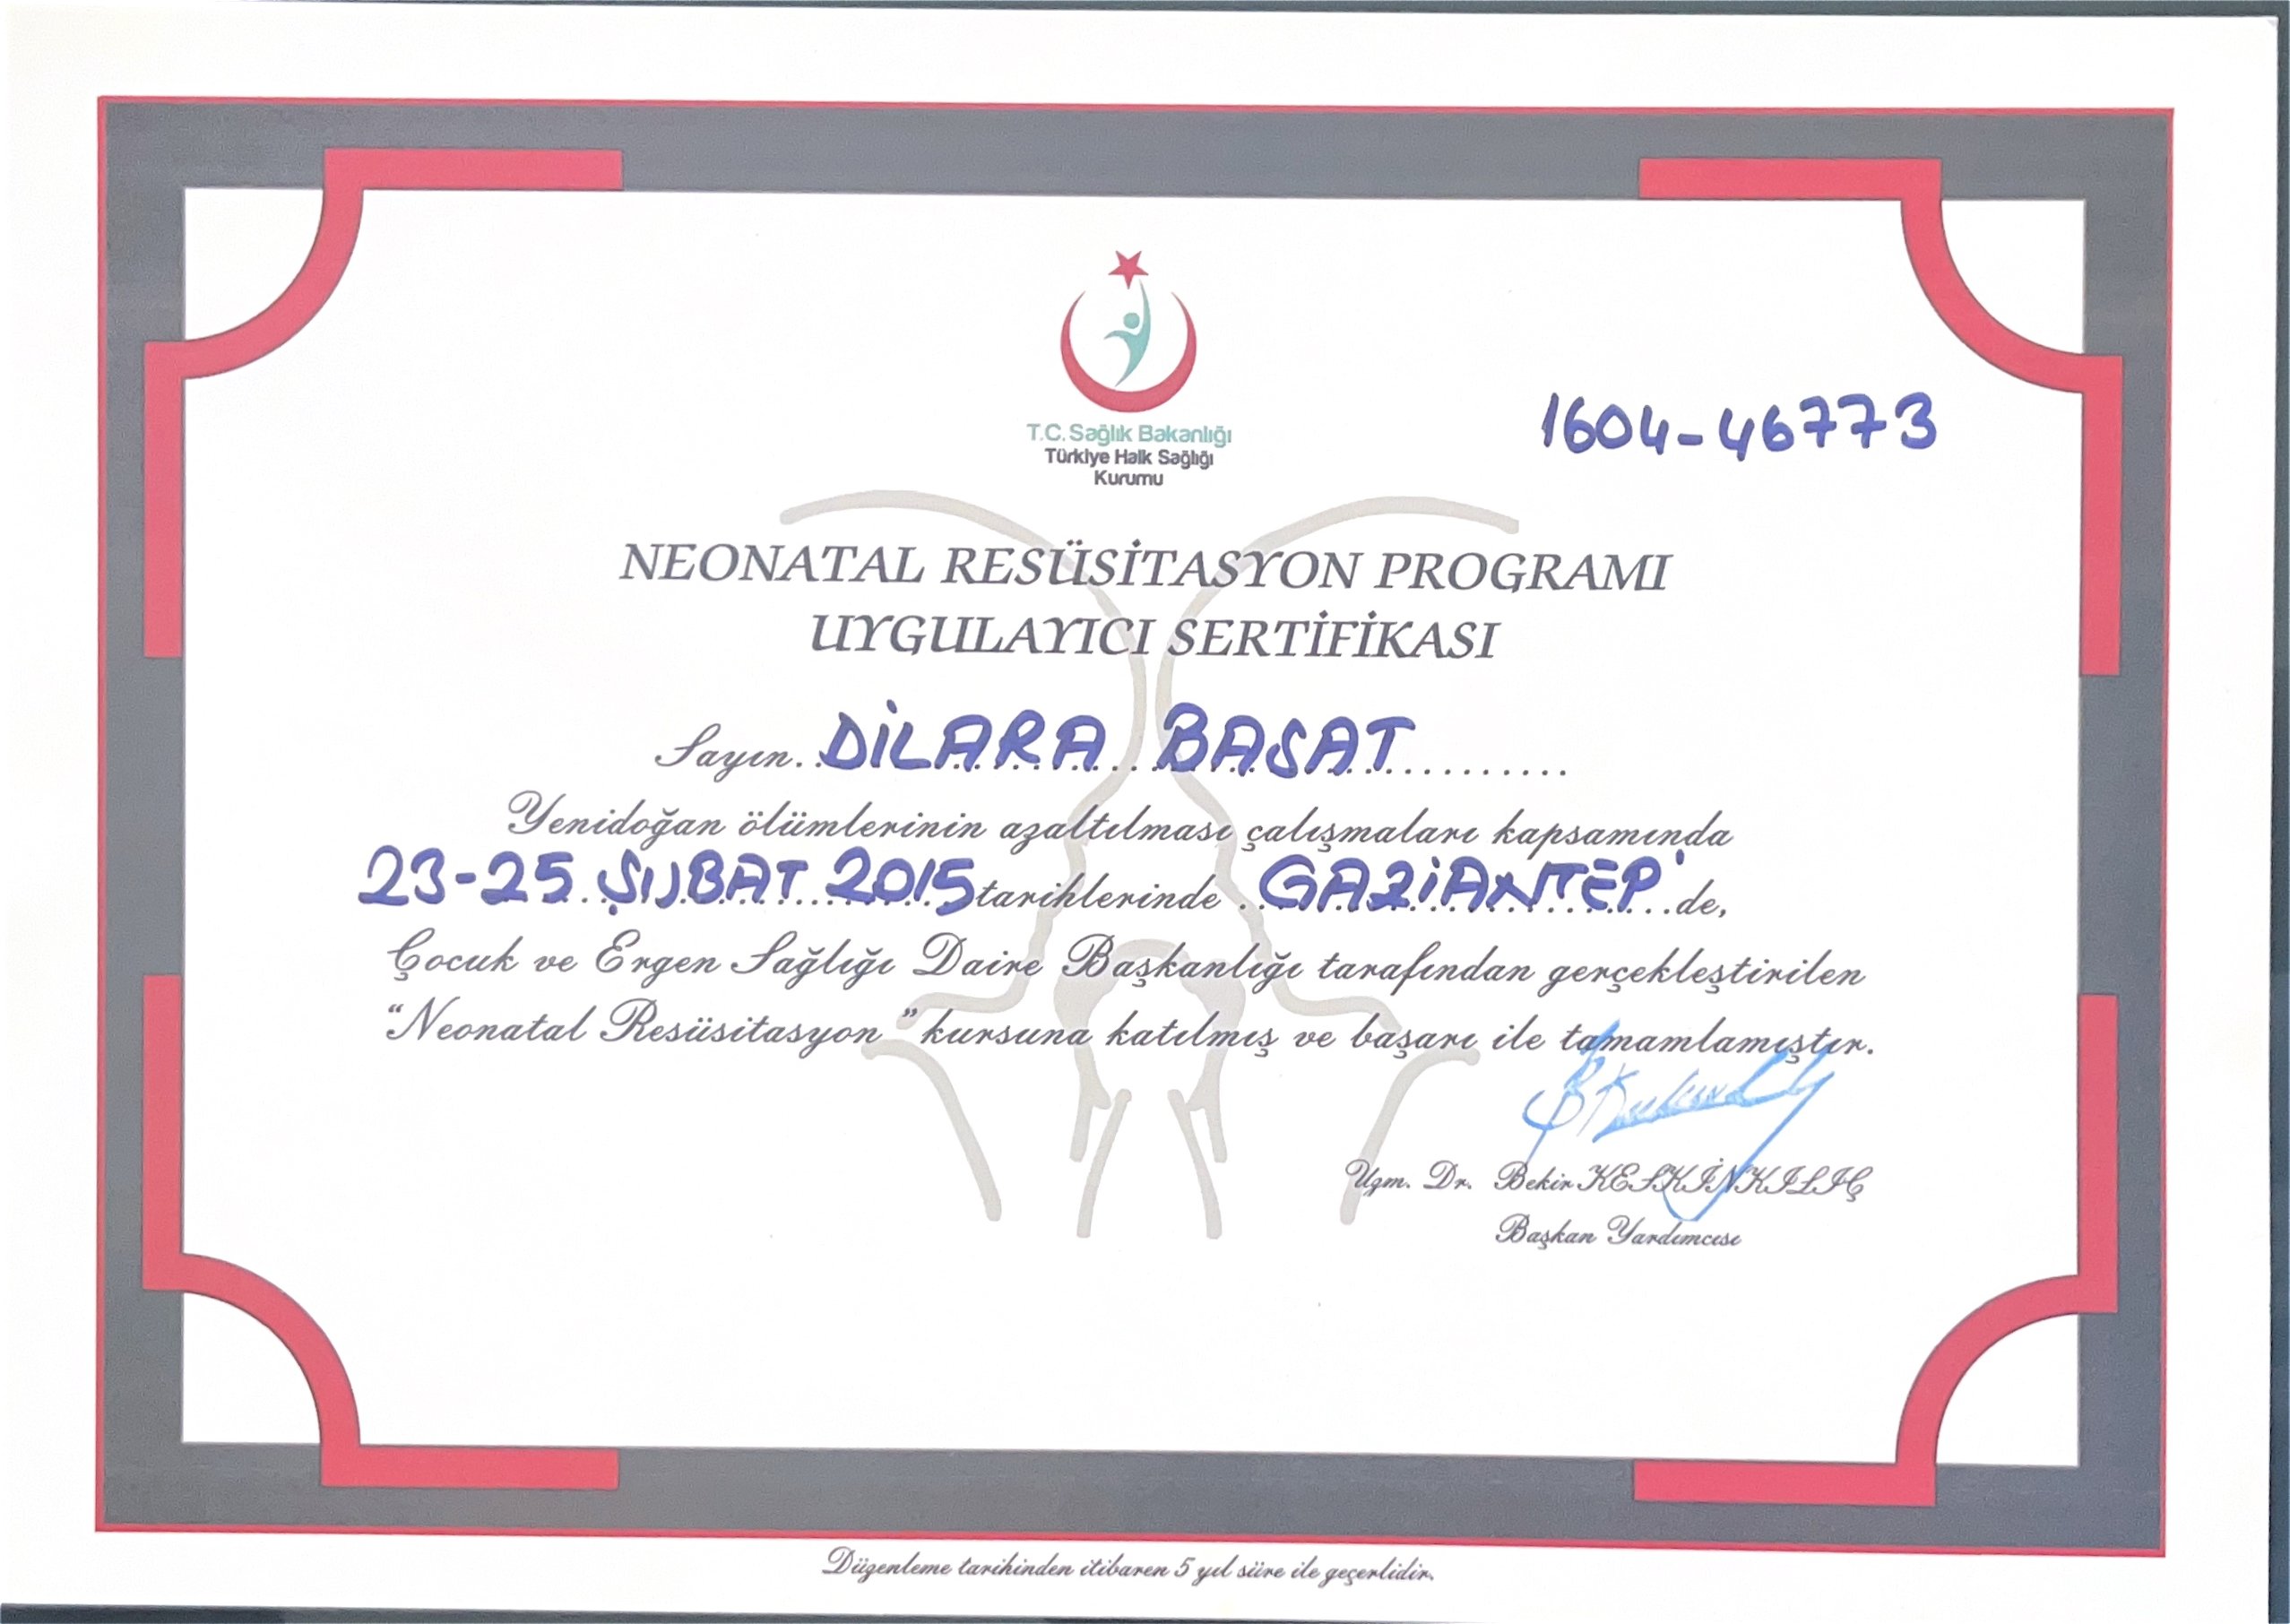 T.C. Sağlık Bakanlığı
Türkiye Halk Sağlığı
Kurumu
1604-46773
NEONATAL RESÜSİTASYON PROGRAMI
UYGULAYICI SERTİFİKASI
Sayın. DİLARA BASAT
Yenidoğan ölümlerinin azaltılması çalışmaları kapsamında
23-25 ŞUBAT 2015 tarihlerinde GAZİANTEP'de,
Çocuk ve Ergen Sağlığı Daire Başkanlığı tarafından gerçekleştirilen
"Neonatal Resüsitasyon" kursuna katılmış ve başarı ile tamamlamıştır.
Uzm. Dr. Bekir KESKİNKILIÇ
Başkan Yardımcısı
Düzenleme tarihinden itibaren 5 yıl süre ile geçerlidir.